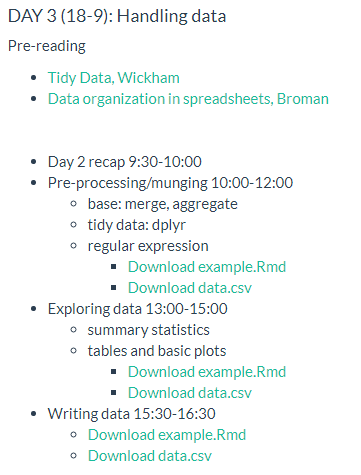 DAY 3 (18-9): Handling data
Pre-reading
Tidy Data, Wickham
Data organization in spreadsheets, Broman
Day 2 recap 9:30-10:00
Pre-processing/munging 10:00-12:00
base: merge, aggregate
tidy data: dplyr
regular expression
Download example.Rmd
Download data.csv
Exploring data 13:00-15:00
summary statistics
tables and basic plots
Download example.Rmd
Download data.csv
Writing data 15:30-16:30
Download example.Rmd
Download data.csv